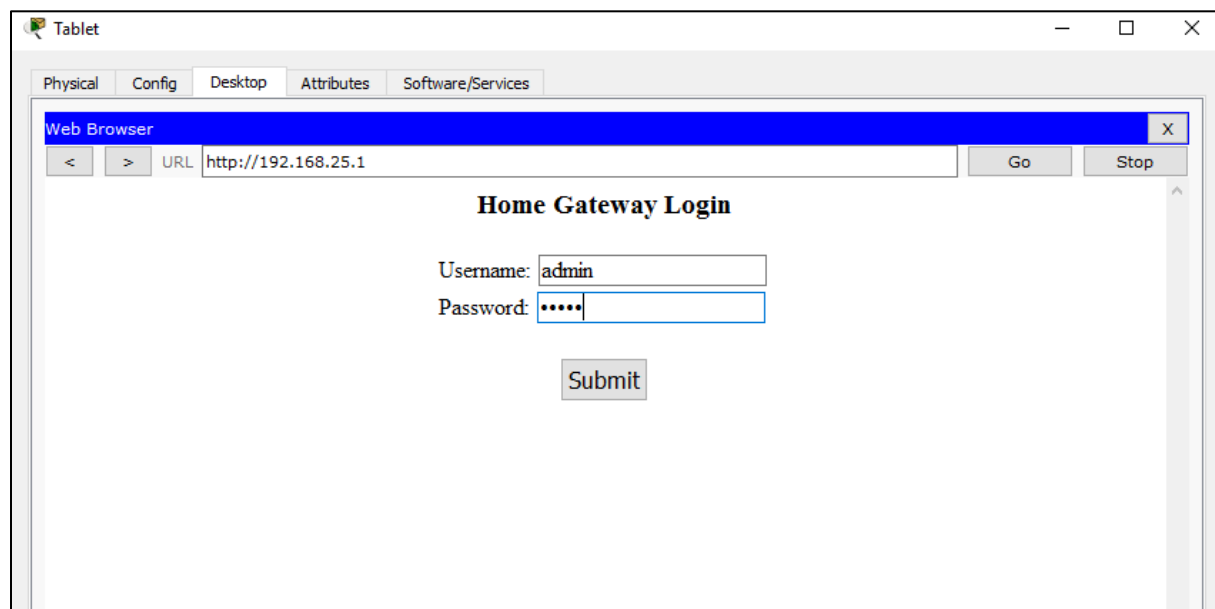 Tablet
Physical Config Desktop Attributes Software/Services
Web Browser X
< > URL http://192.168.25.1 Go Stop
Home Gateway Login
Username: admin
Password: •••••
Submit